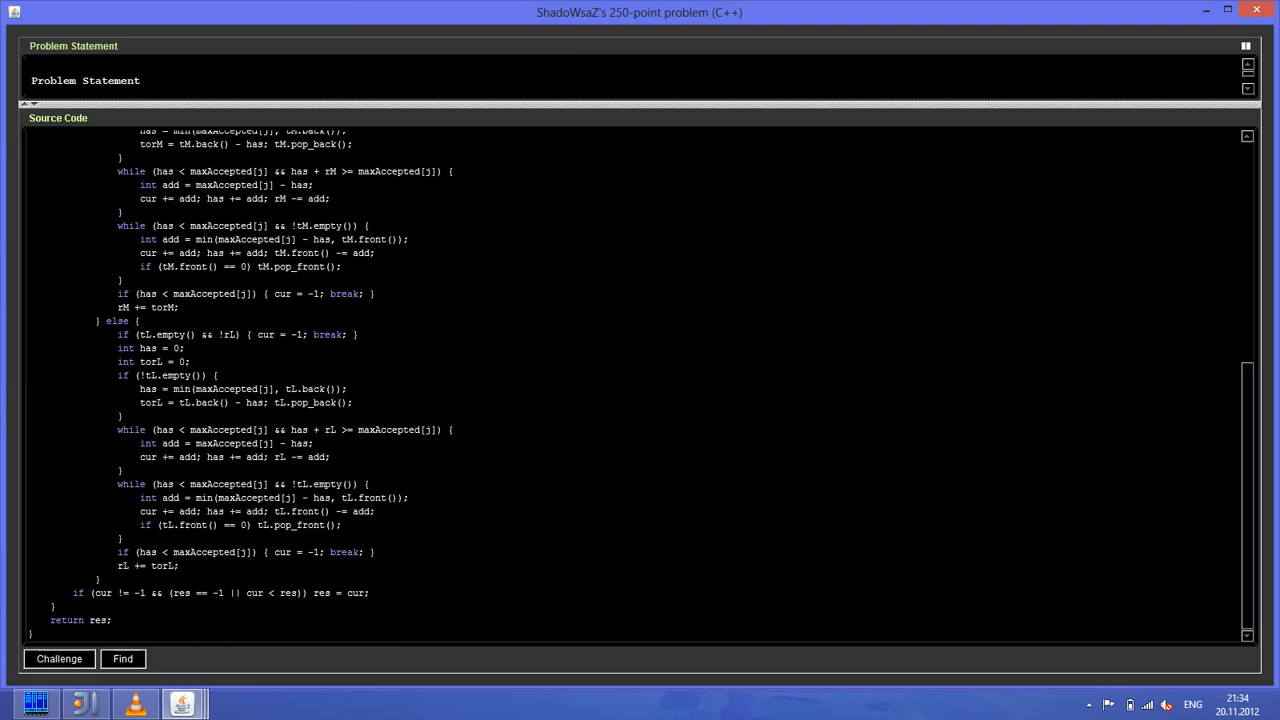 ShadoWsaZ's 250-point problem (C++)
Problem Statement
Problem Statement
Source Code
has = min(maxAccepted[j], tM.back());
torM = tM.back() - has; tM.pop_back();
}
while (has < maxAccepted[j] && has + rM >= maxAccepted[j]) {
int add = maxAccepted[j] - has;
cur += add; has += add; rM -= add;
}
while (has < maxAccepted[j] && !tM.empty()) {
int add = min(maxAccepted[j] - has, tM.front());
cur += add; has += add; tM.front() -= add;
if (tM.front() == 0) tM.pop_front();
}
if (has < maxAccepted[j]) { cur = -1; break; }
rM += torM;
} else {
if (tL.empty() && !rL) { cur = -1; break; }
int has = 0;
int torL = 0;
if (!tL.empty()) {
has = min(maxAccepted[j], tL.back());
torL = tL.back() - has; tL.pop_back();
}
while (has < maxAccepted[j] && has + rL >= maxAccepted[j]) {
int add = maxAccepted[j] - has;
cur += add; has += add; rL -= add;
}
while (has < maxAccepted[j] && !tL.empty()) {
int add = min(maxAccepted[j] - has, tL.front());
cur += add; has += add; tL.front() -= add;
if (tL.front() == 0) tL.pop_front();
}
if (has < maxAccepted[j]) { cur = -1; break; }
rL += torL;
}
if (cur != -1 && (res == -1 || cur < res)) res = cur;
}
return res;
}
Challenge Find
ENG
21:34
20.11.2012